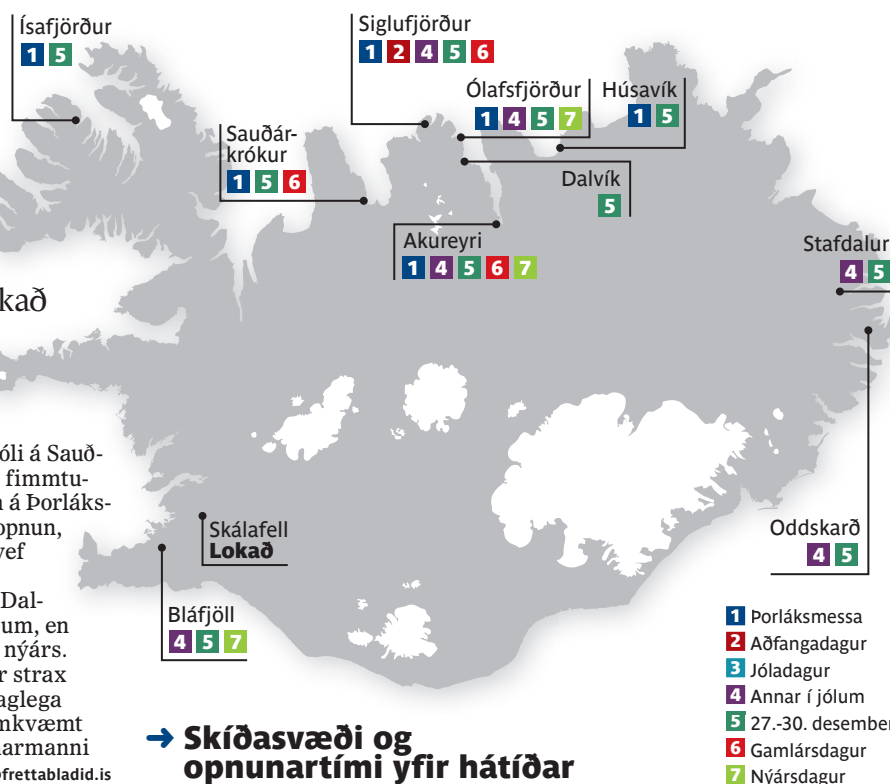 Ísafjörður
1 5
Siglufjörður
1 2 4 5 6
Ólafsfjörður
1 4 5 7
Húsavík
1 5
Sauðár-
krókur
1 5 6
Dalvík
5
Akureyri
1 4 5 6 7
Stafdalur
4 5
kað
óli á Sauð-
fimmtu-
á Þorláks-
opnun,
vef
Dal-
um, en
nýárs.
r strax
aglega
mkvæmt
armanni
frettabladid.is
Skálafell
Lokað
Bláfjöll
4 5 7
Oddskarð
4 5
1 Þorláksmessa
2 Aðfangadagur
3 Jóladagur
4 Annar í jólum
5 27.-30. desember
6 Gamlársdagur
7 Nýársdagur
➜ Skíðasvæði og
opnunartími yfir hátíðar